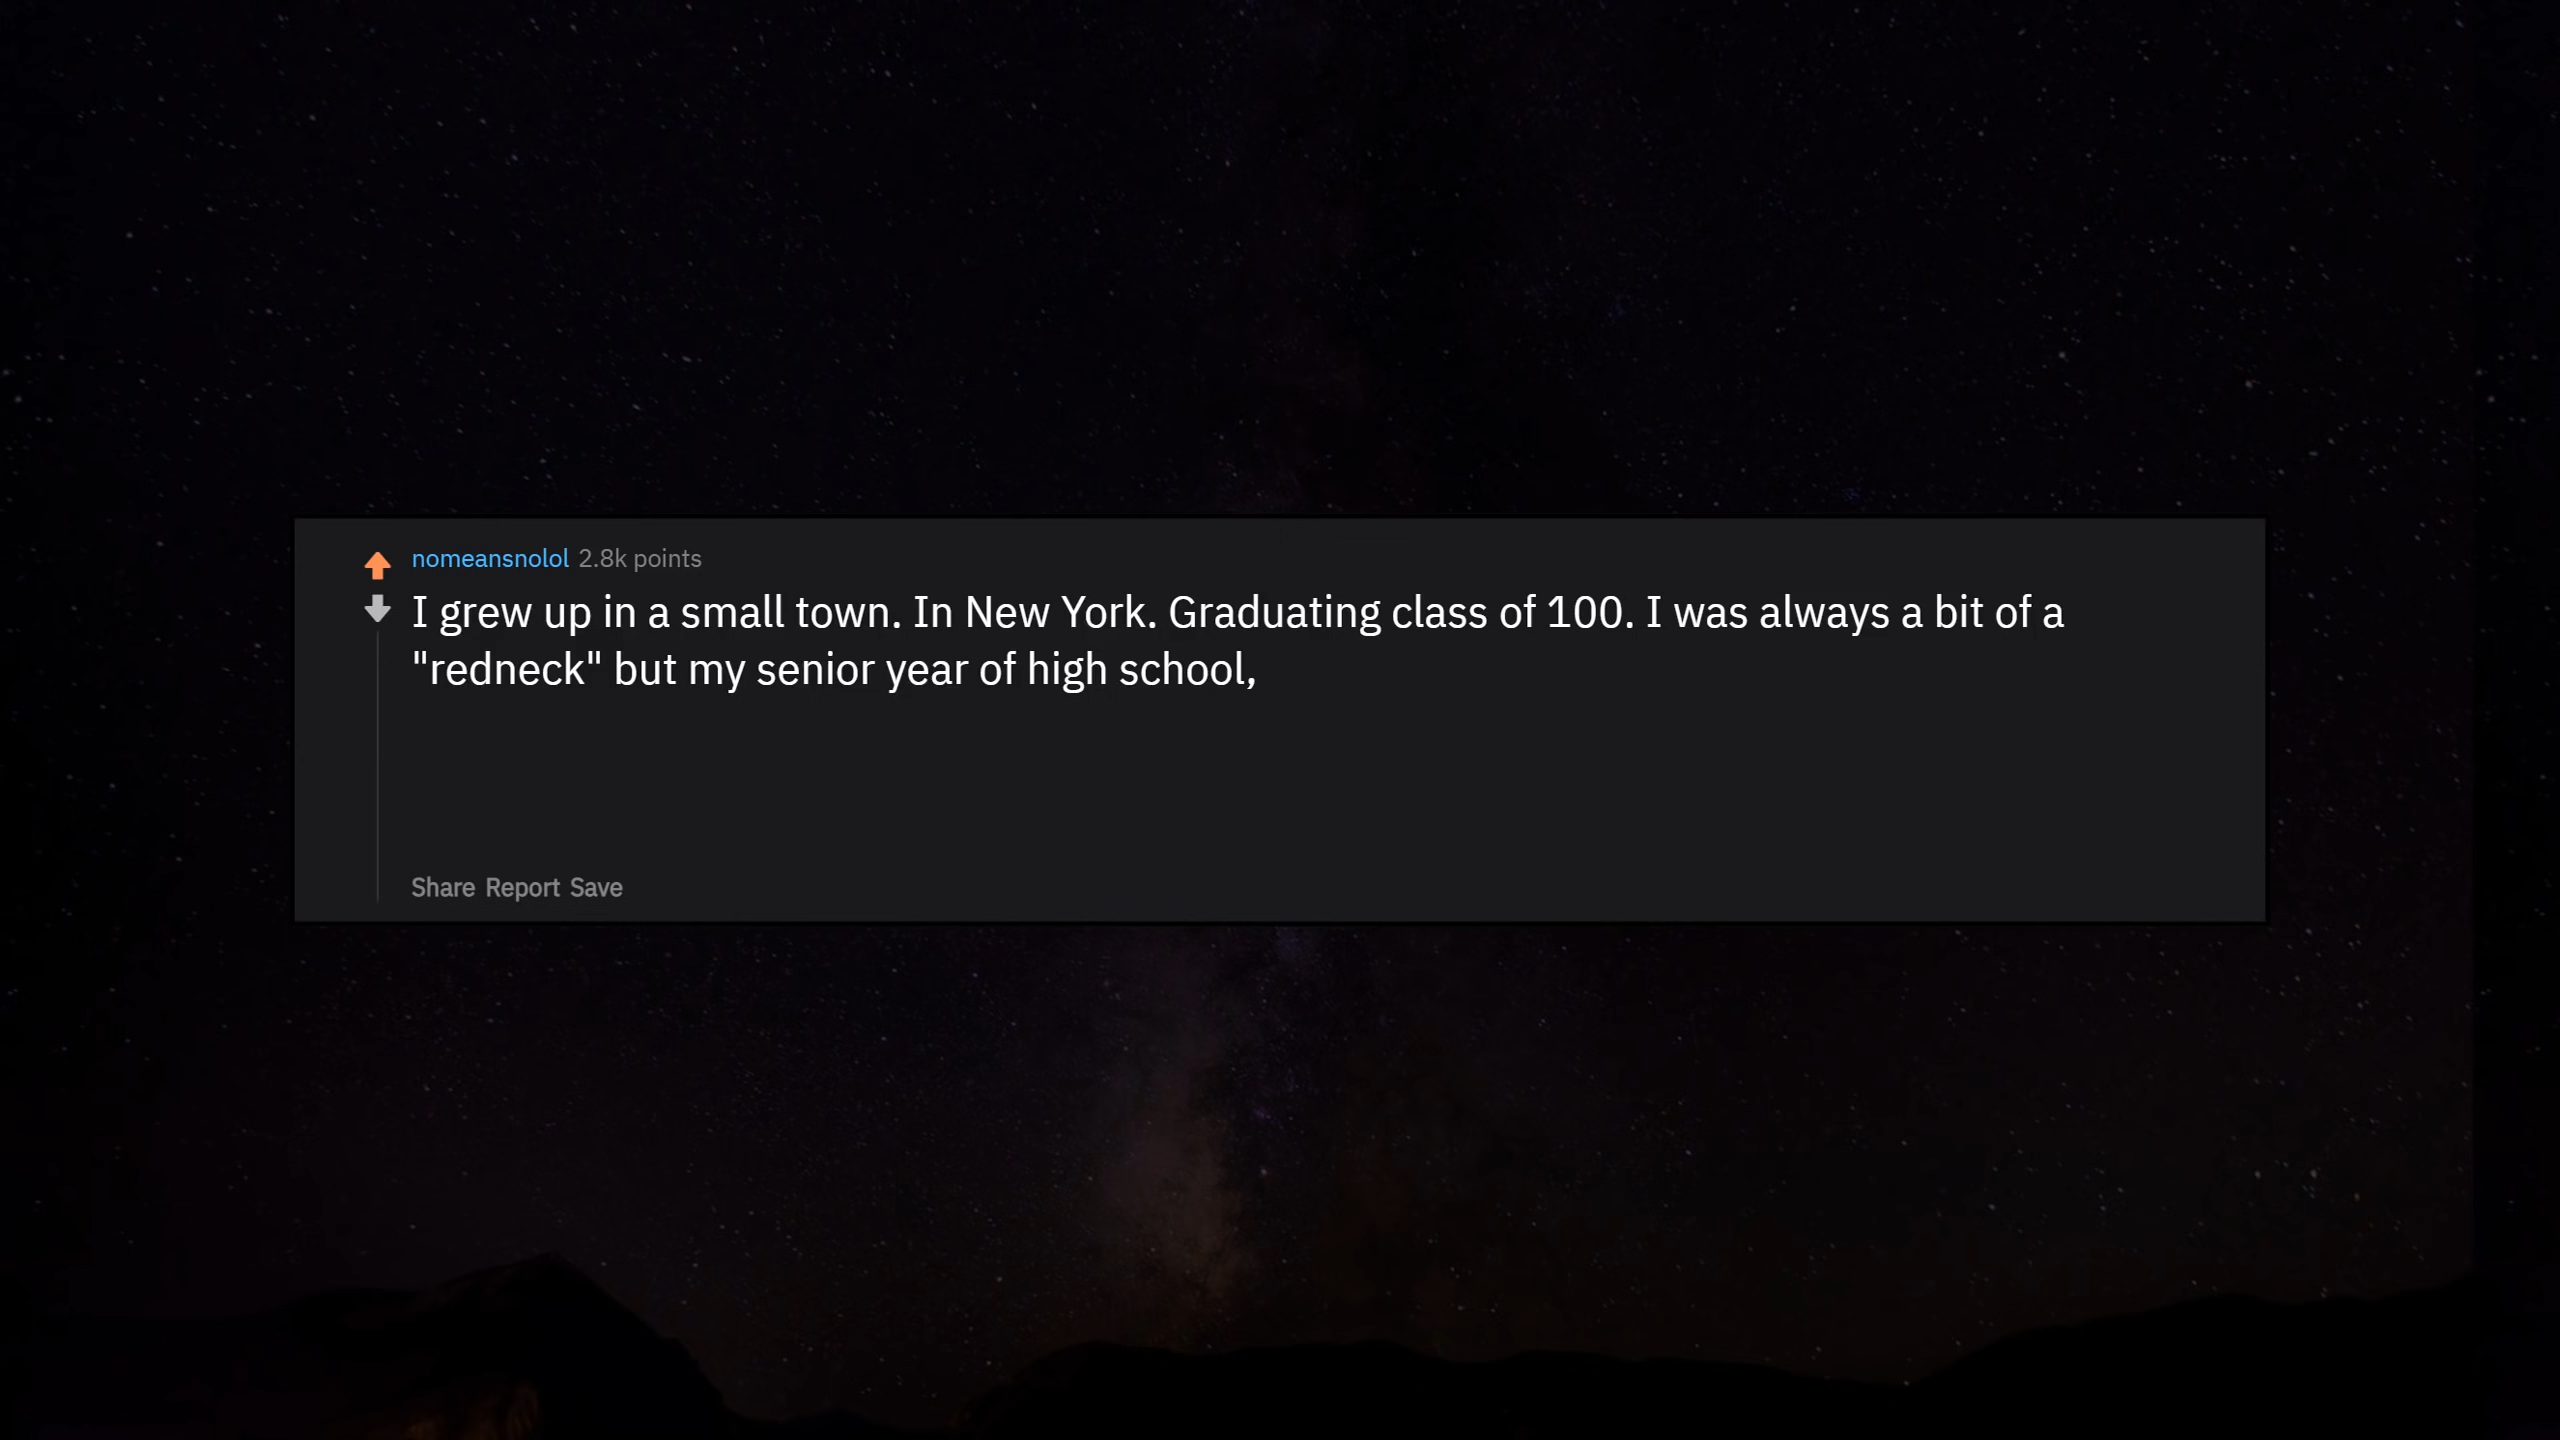 nomeansnolol 2.8k points
I grew up in a small town. In New York. Graduating class of 100. I was always a bit of a
"redneck" but my senior year of high school,
Share Report Save